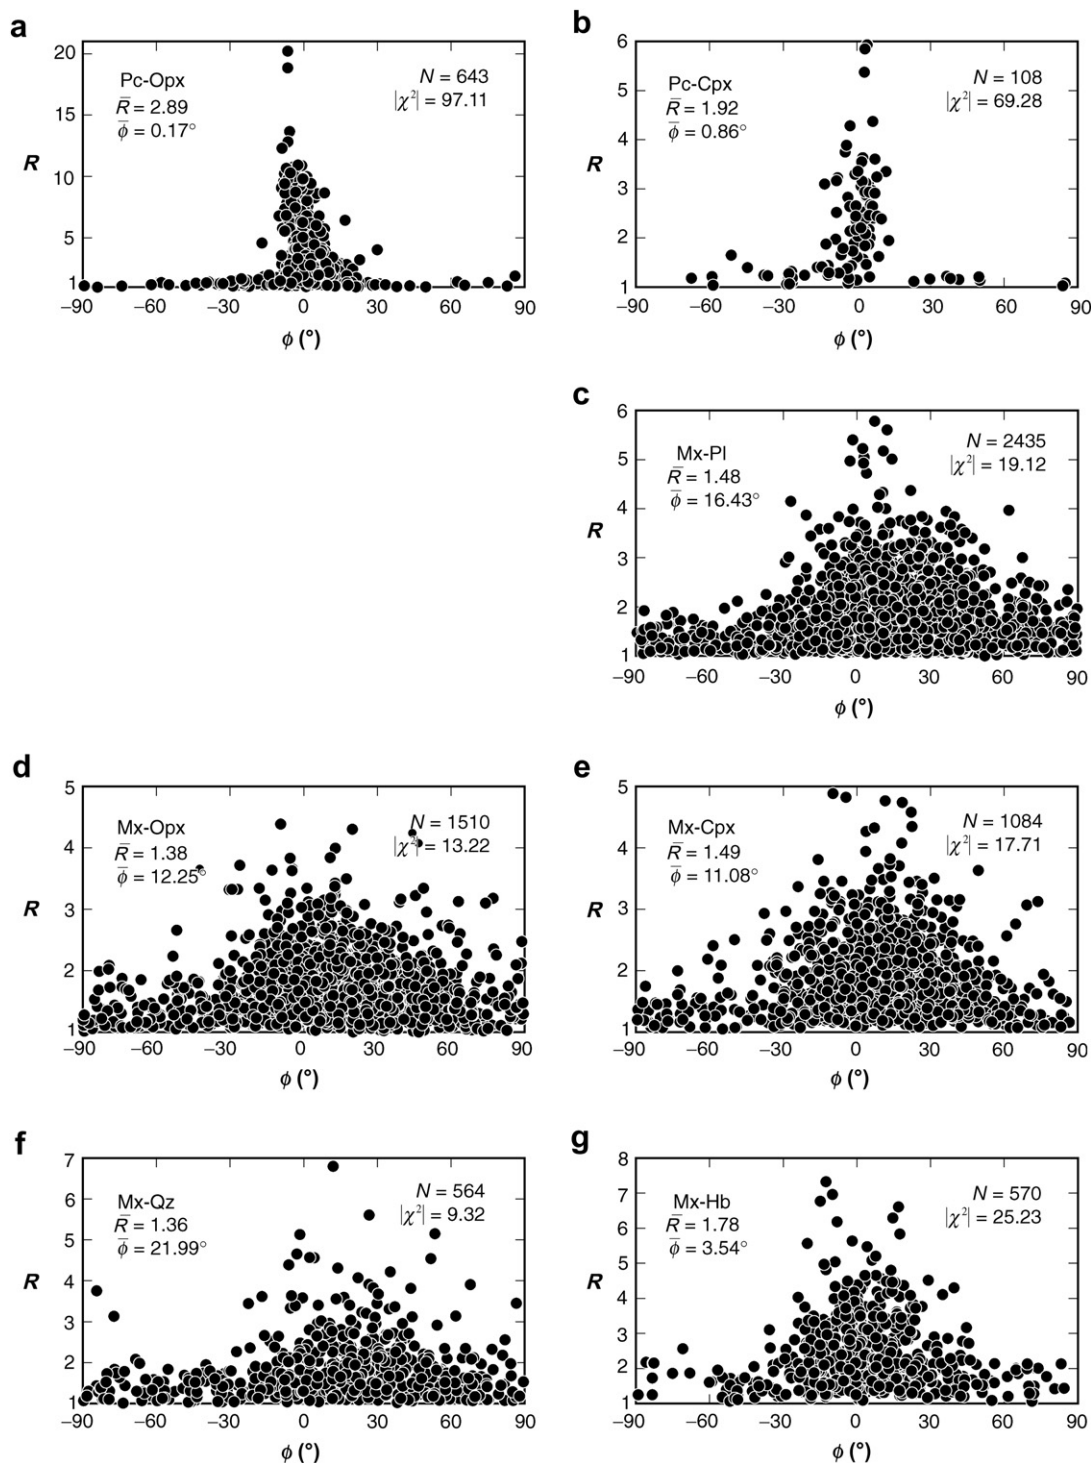 a
20
15
10
5
1
R
Pc-Opx
R̅ = 2.89
ϕ̅ = 0.17°
N = 643
|χ²| = 97.11
−90 −60 −30 0 30 60 90
ϕ (°)
b
6
5
4
3
2
1
R
Pc-Cpx
R̅ = 1.92
ϕ̅ = 0.86°
N = 108
|χ²| = 69.28
−90 −60 −30 0 30 60 90
ϕ (°)
c
6
5
4
3
2
1
R
Mx-Pl
R̅ = 1.48
ϕ̅ = 16.43°
N = 2435
|χ²| = 19.12
−90 −60 −30 0 30 60 90
ϕ (°)
d
5
4
3
2
1
R
Mx-Opx
R̅ = 1.38
ϕ̅ = 12.25°
N = 1510
|χ²| = 13.22
−90 −60 −30 0 30 60 90
ϕ (°)
e
5
4
3
2
1
R
Mx-Cpx
R̅ = 1.49
ϕ̅ = 11.08°
N = 1084
|χ²| = 17.71
−90 −60 −30 0 30 60 90
ϕ (°)
f
7
6
5
4
3
2
1
R
Mx-Qz
R̅ = 1.36
ϕ̅ = 21.99°
N = 564
|χ²| = 9.32
−90 −60 −30 0 30 60 90
ϕ (°)
g
8
7
6
5
4
3
2
1
R
Mx-Hb
R̅ = 1.78
ϕ̅ = 3.54°
N = 570
|χ²| = 25.23
−90 −60 −30 0 30 60 90
ϕ (°)